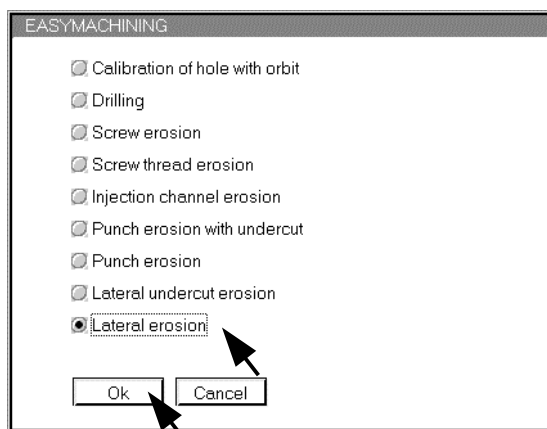 EASYMACHINING
Calibration of hole with orbit
Drilling
Screw erosion
Screw thread erosion
Injection channel erosion
Punch erosion with undercut
Punch erosion
Lateral undercut erosion
Lateral erosion
Ok Cancel